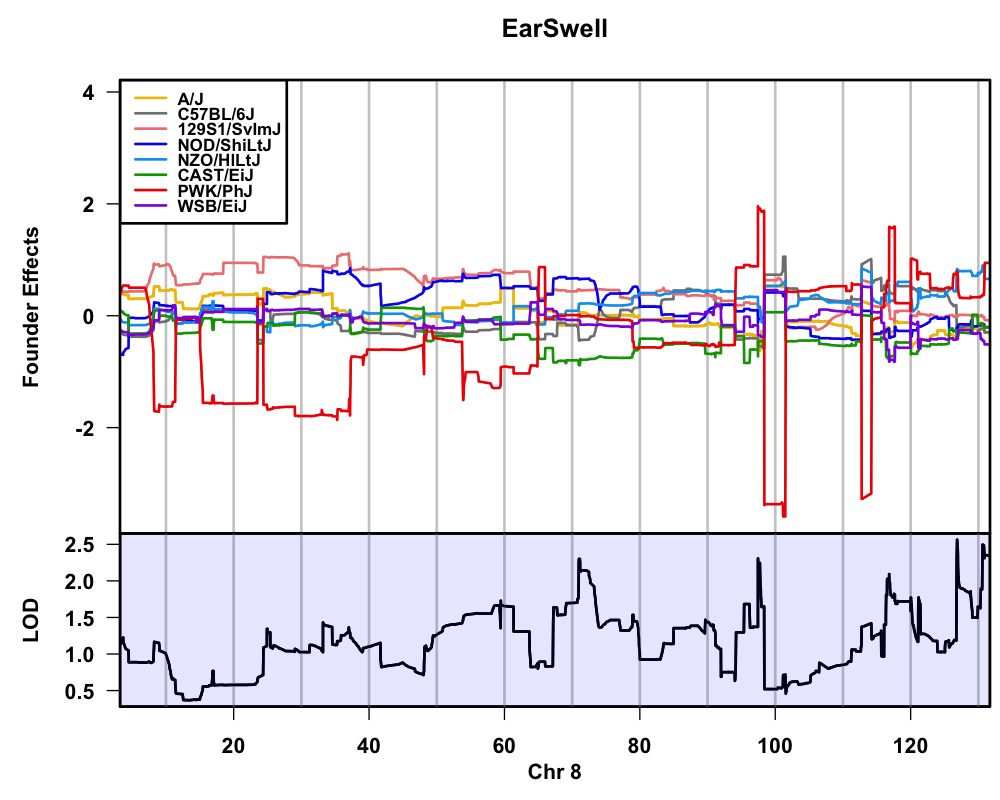 EarSwell
4
2
0
-2
Founder Effects
A/J
C57BL/6J
129S1/SvImJ
NOD/ShiLtJ
NZO/HlLtJ
CAST/EiJ
PWK/PhJ
WSB/EiJ
2.5
2.0
1.5
1.0
0.5
LOD
20 40 60 80 100 120
Chr 8